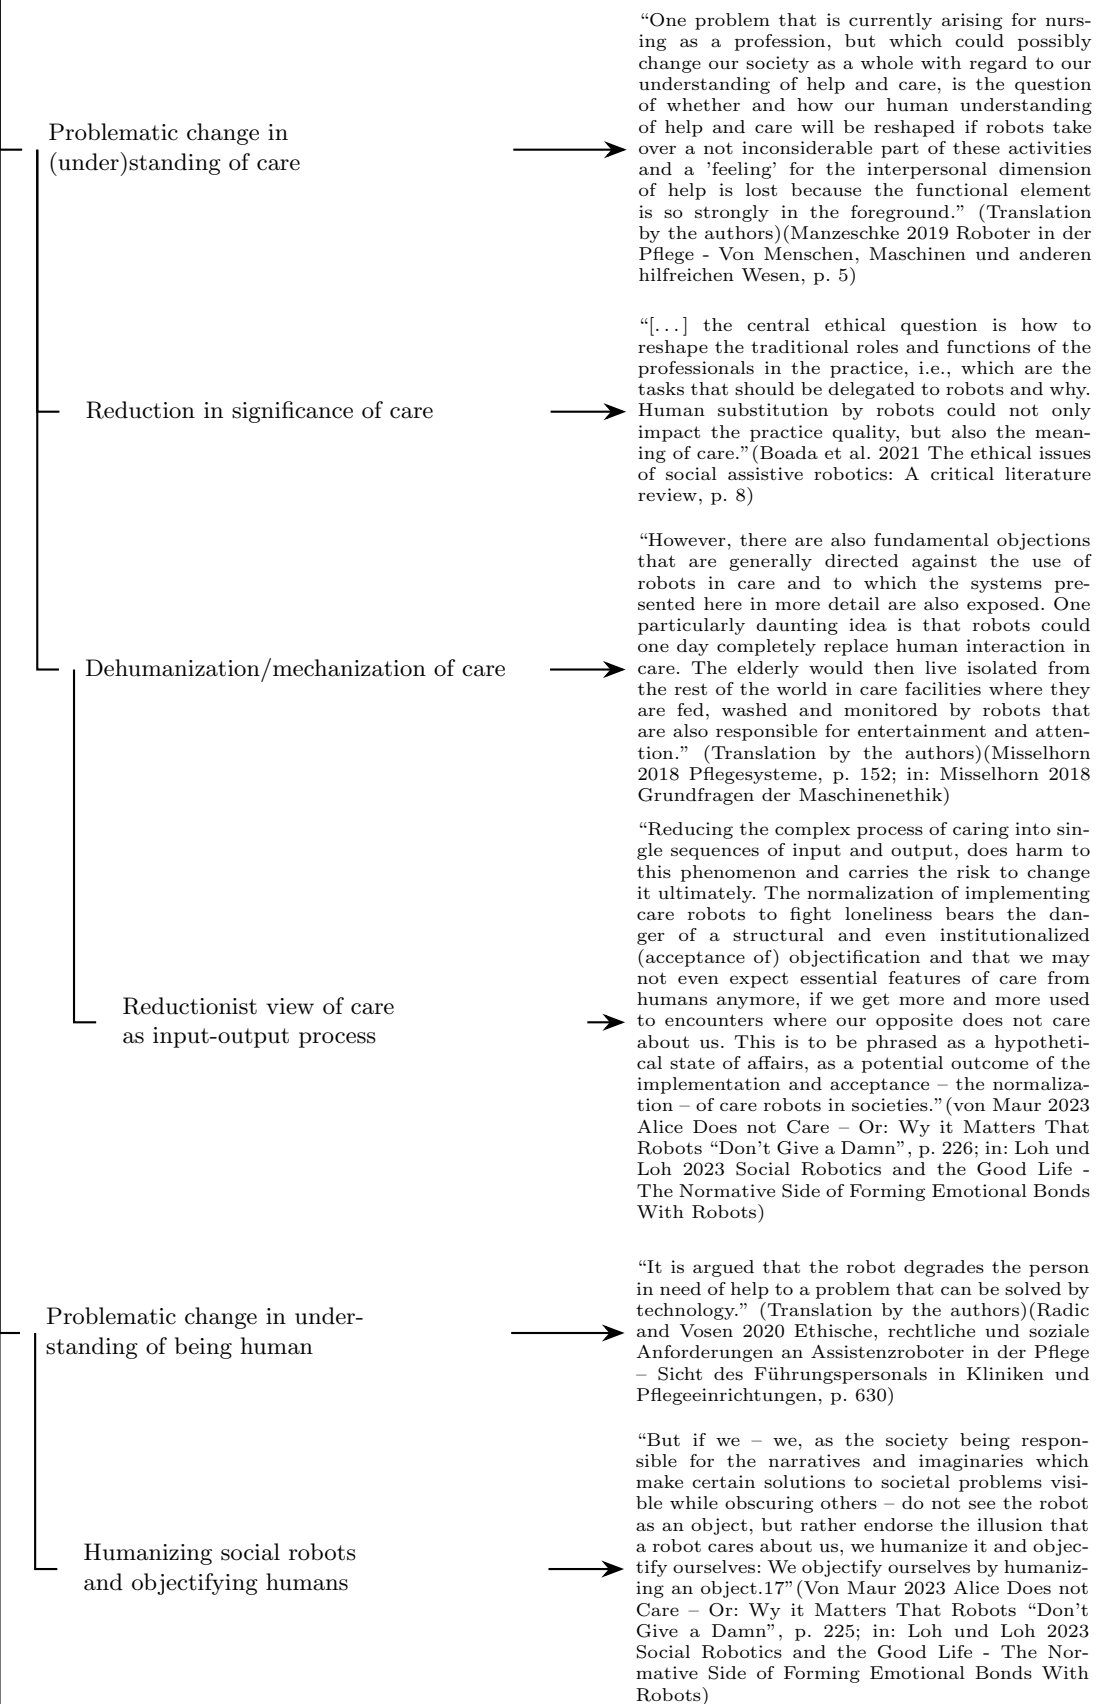 Problematic change in
(under)standing of care
“One problem that is currently arising for nurs-
ing as a profession, but which could possibly
change our society as a whole with regard to our
understanding of help and care, is the question
of whether and how our human understanding
of help and care will be reshaped if robots take
over a not inconsiderable part of these activities
and a 'feeling' for the interpersonal dimension
of help is lost because the functional element
is so strongly in the foreground.” (Translation
by the authors)(Manzeschke 2019 Roboter in der
Pflege - Von Menschen, Maschinen und anderen
hilfreichen Wesen, p. 5)
Reduction in significance of care
“[...] the central ethical question is how to
reshape the traditional roles and functions of the
professionals in the practice, i.e., which are the
tasks that should be delegated to robots and why.
Human substitution by robots could not only
impact the practice quality, but also the mean-
ing of care.”(Boada et al. 2021 The ethical issues
of social assistive robotics: A critical literature
review, p. 8)
Dehumanization/mechanization of care
“However, there are also fundamental objections
that are generally directed against the use of
robots in care and to which the systems pre-
sented here in more detail are also exposed. One
particularly daunting idea is that robots could
one day completely replace human interaction in
care. The elderly would then live isolated from
the rest of the world in care facilities where they
are fed, washed and monitored by robots that
are also responsible for entertainment and atten-
tion.” (Translation by the authors)(Misselhorn
2018 Pflegesysteme, p. 152; in: Misselhorn 2018
Grundfragen der Maschinenethik)
Reductionist view of care
as input-output process
“Reducing the complex process of caring into sin-
gle sequences of input and output, does harm to
this phenomenon and carries the risk to change
it ultimately. The normalization of implementing
care robots to fight loneliness bears the dan-
ger of a structural and even institutionalized
(acceptance of) objectification and that we may
not even expect essential features of care from
humans anymore, if we get more and more used
to encounters where our opposite does not care
about us. This is to be phrased as a hypotheti-
cal state of affairs, as a potential outcome of the
implementation and acceptance – the normaliza-
tion – of care robots in societies.”(von Maur 2023
Alice Does not Care – Or: Wy it Matters That
Robots “Don't Give a Damn”, p. 226; in: Loh und
Loh 2023 Social Robotics and the Good Life -
The Normative Side of Forming Emotional Bonds
With Robots)
Problematic change in under-
standing of being human
“It is argued that the robot degrades the person
in need of help to a problem that can be solved by
technology.” (Translation by the authors)(Radic
and Vosen 2020 Ethische, rechtliche und soziale
Anforderungen an Assistenzroboter in der Pflege
– Sicht des Führungspersonals in Kliniken und
Pflegeeinrichtungen, p. 630)
Humanizing social robots
and objectifying humans
“But if we – we, as the society being respon-
sible for the narratives and imaginaries which
make certain solutions to societal problems visi-
ble while obscuring others – do not see the robot
as an object, but rather endorse the illusion that
a robot cares about us, we humanize it and objec-
tify ourselves: We objectify ourselves by humaniz-
ing an object.17”(Von Maur 2023 Alice Does not
Care – Or: Wy it Matters That Robots “Don't
Give a Damn”, p. 225; in: Loh und Loh 2023
Social Robotics and the Good Life - The Nor-
mative Side of Forming Emotional Bonds With
Robots)